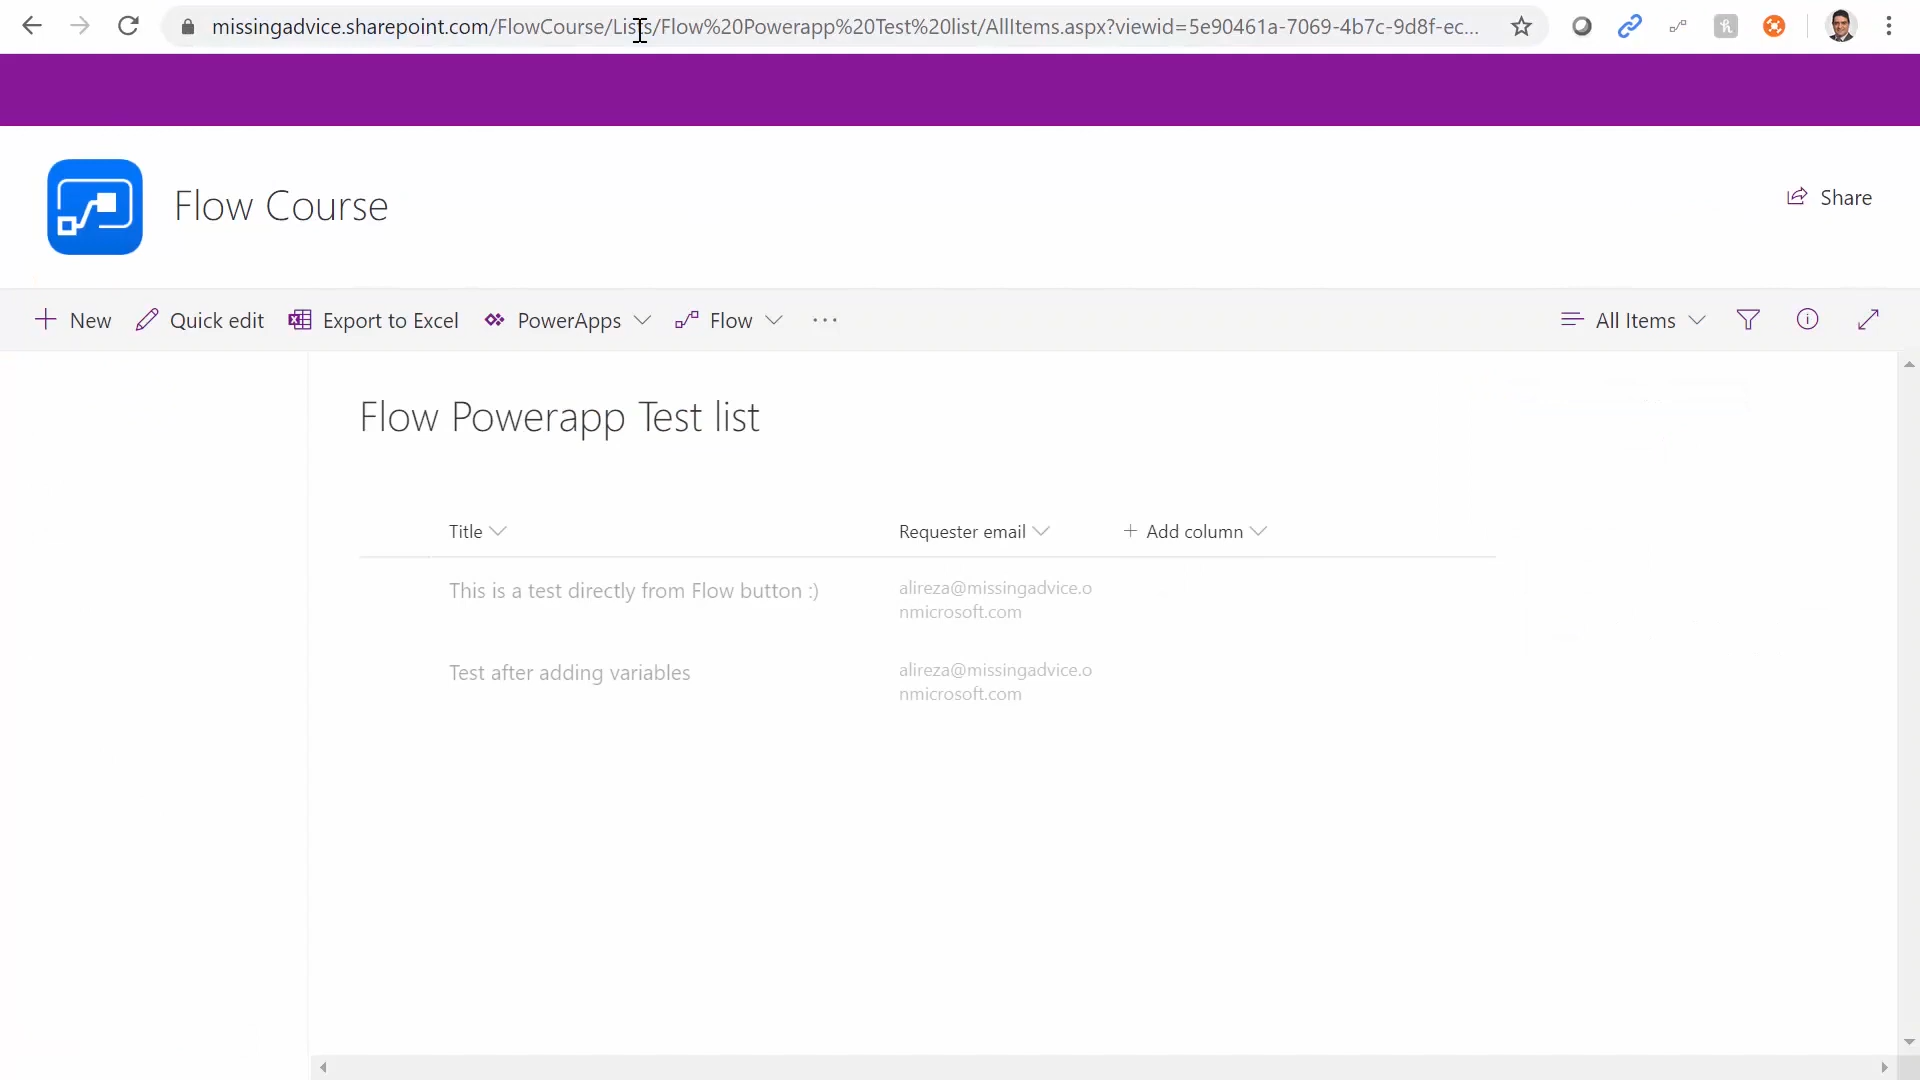 missingadvice.sharepoint.com/FlowCourse/Lists/Flow%20Powerapp%20Test%20list/AllItems.aspx?viewid=5e90461a-7069-4b7c-9d8f-ec...
Flow Course
Share
New Quick edit Export to Excel PowerApps Flow ... All Items
Flow Powerapp Test list
Title Requester email + Add column
This is a test directly from Flow button :) alireza@missingadvice.o
nmicrosoft.com
Test after adding variables alireza@missingadvice.o
nmicrosoft.com